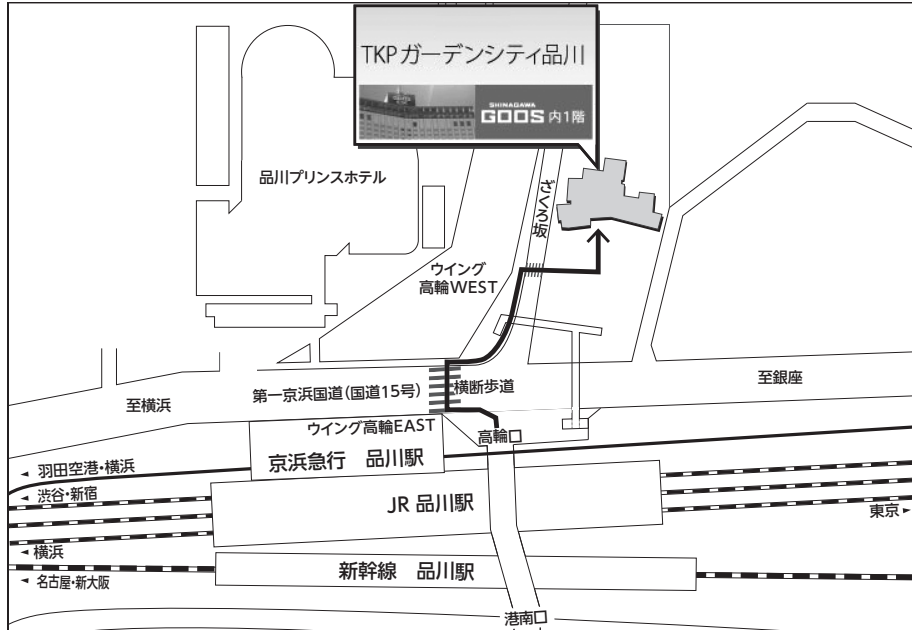 TKPガーデンシティ品川
SHINAGAWA
GOOS 内1階
品川プリンスホテル
ざくろ坂
ウイング
高輪WEST
至横浜
第一京浜国道(国道15号)
横断歩道
至銀座
ウイング高輪EAST
高輪口
京浜急行 品川駅
◄ 羽田空港・横浜
◄ 渋谷・新宿
JR 品川駅
東京►
◄ 横浜
新幹線 品川駅
◄ 名古屋・新大阪
港南口